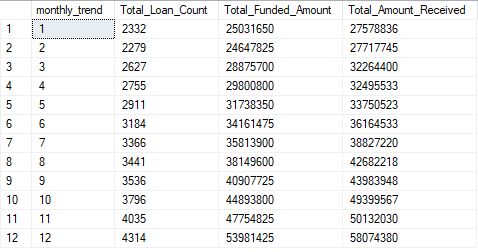 monthly_trend Total_Loan_Count Total_Funded_Amount Total_Amount_Received
1 1 2332 25031650 27578836
2 2 2279 24647825 27717745
3 3 2627 28875700 32264400
4 4 2755 29800800 32495533
5 5 2911 31738350 33750523
6 6 3184 34161475 36164533
7 7 3366 35813900 38827220
8 8 3441 38149600 42682218
9 9 3536 40907725 43983948
10 10 3796 44893800 49399567
11 11 4035 47754825 50132030
12 12 4314 53981425 58074380